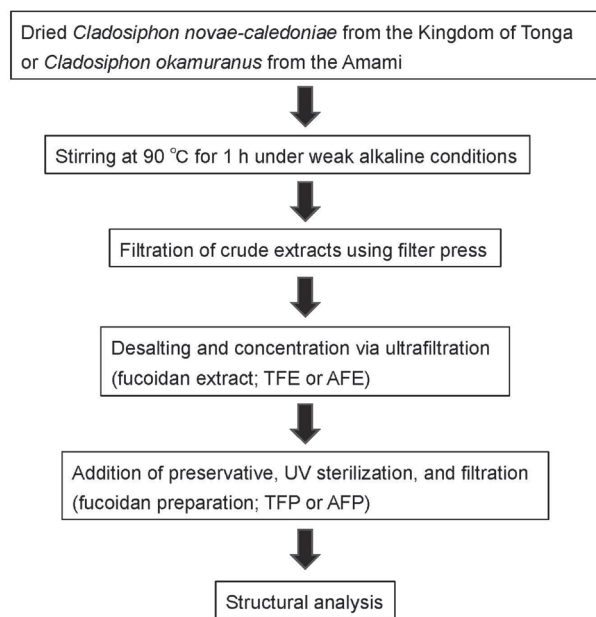 Dried Cladosiphon novae-caledoniae from the Kingdom of Tonga
or Cladosiphon okamuranus from the Amami
Stirring at 90 ℃ for 1 h under weak alkaline conditions
Filtration of crude extracts using filter press
Desalting and concentration via ultrafiltration
(fucoidan extract; TFE or AFE)
Addition of preservative, UV sterilization, and filtration
(fucoidan preparation; TFP or AFP)
Structural analysis